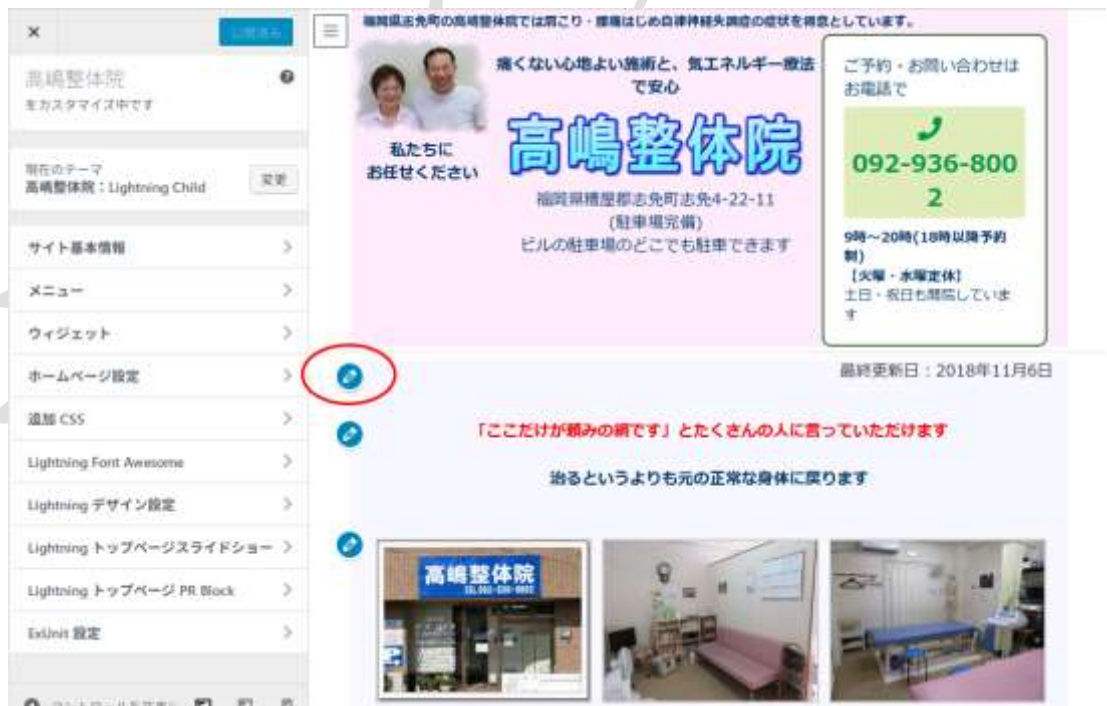 ×
公開済み
高嶋整体院
をカスタマイズ中です
現在のテーマ
高嶋整体院：Lightning Child
変更
サイト基本情報
メニュー
ウィジェット
ホームページ設定
追加 CSS
Lightning Font Awesome
Lightning デザイン設定
Lightning トップページスライドショー
Lightning トップページ PR Block
ExUnit 設定
福岡県志免町の高嶋整体院では肩こり・腰痛はじめ自律神経失調症の症状を得意としています。
痛くない心地よい施術と、気エネルギー療法
で安心
高嶋整体院
私たちに
お任せください
福岡県糟屋郡志免町志免4-22-11
(駐車場完備)
ビルの駐車場のどこでも駐車できます
ご予約・お問い合わせは
お電話で
092-936-800
2
9時～20時(18時以降予約
制)
【火曜・水曜定休】
土日・祝日も開院していま
す
最終更新日：2018年11月6日
「ここだけが頼みの綱です」とたくさんの人に言っていただけます
治るというよりも元の正常な身体に戻ります
高嶋整体院